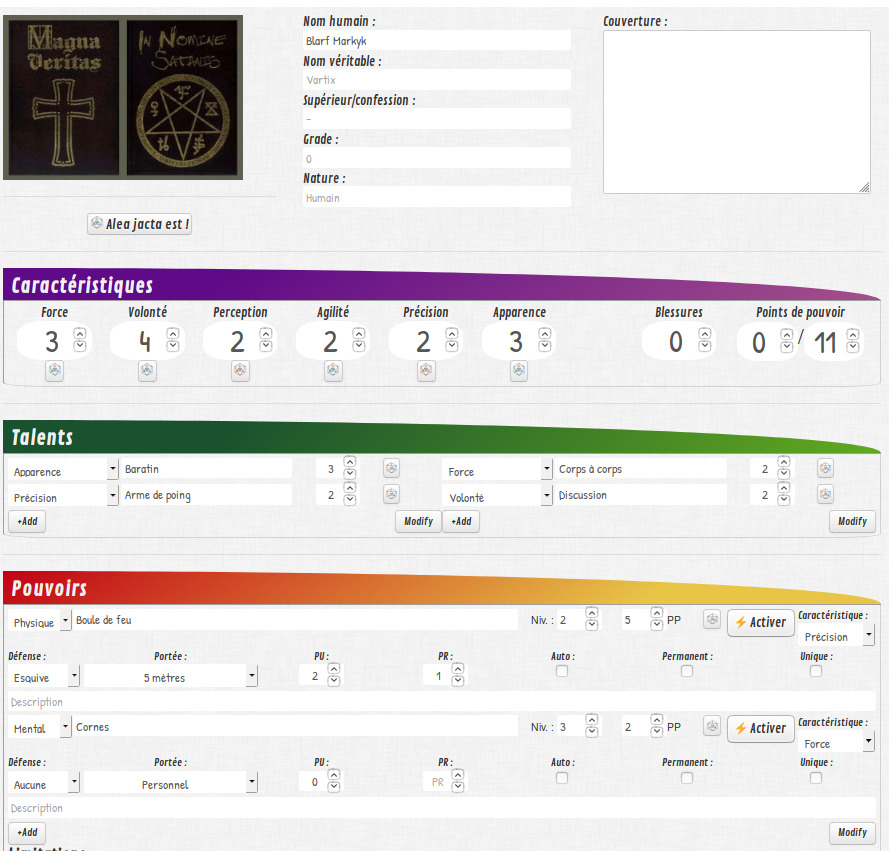 Magna
Veritas
In Nomine
Satanis
Alea jacta est !
Nom humain :
Blarf Markyk
Nom véritable :
Vartix
Supérieur/confession :
-
Grade :
0
Nature :
Humain
Couverture :
Caractéristiques
Force Volonté Perception Agilité Précision Apparence Blessures Points de pouvoir
3 4 2 2 2 3 0 0 / 11
Talents
Apparence Baratin 3 Force Corps à corps 2
Précision Arme de poing 2 Volonté Discussion 2
+Add Modify +Add Modify
Pouvoirs
Physique Boule de feu Niv. : 2 5 PP Activer Caractéristique :
Précision
Défense : Portée : PU : PR : Auto : Permanent : Unique :
Esquive 5 mètres 2 1
Description
Mental Cornes Niv. : 3 2 PP Activer Caractéristique :
Force
Défense : Portée : PU : PR : Auto : Permanent : Unique :
Aucune Personnel 0 PR
Description
+Add Modify